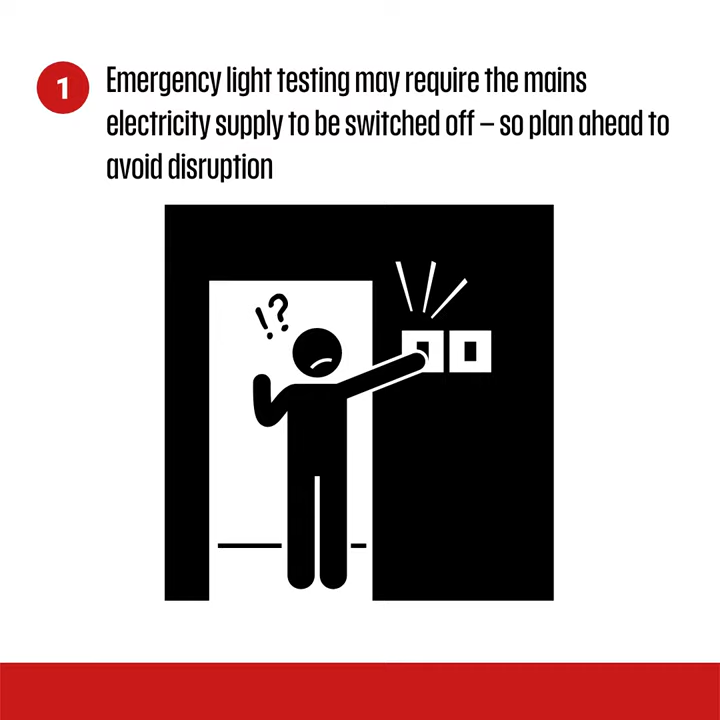 1
Emergency light testing may require the mains
electricity supply to be switched off – so plan ahead to
avoid disruption
!?